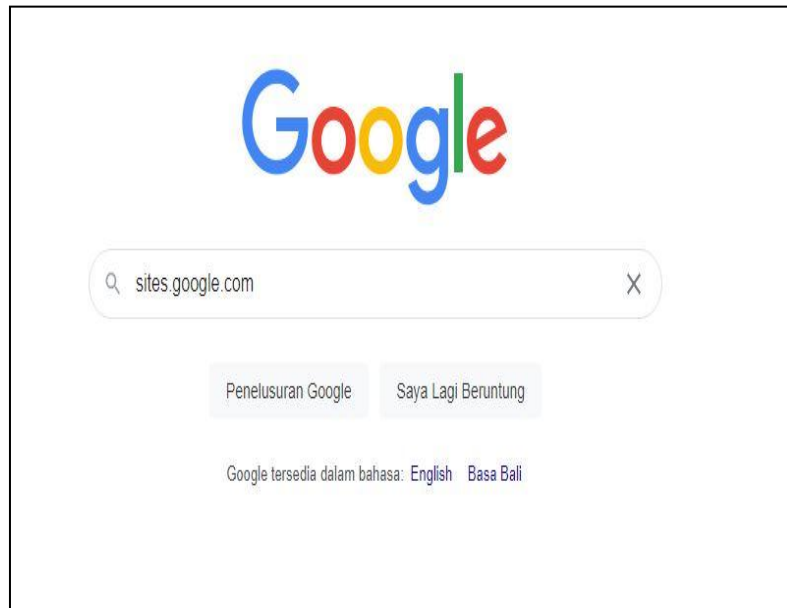 Google
sites.google.com
Penelusuran Google Saya Lagi Beruntung
Google tersedia dalam bahasa: English Basa Bali